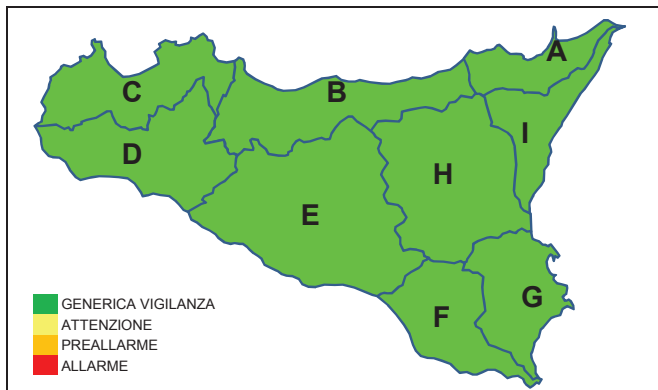 A
B
C
I
D
H
E
G
F
GENERICA VIGILANZA
ATTENZIONE
PREALLARME
ALLARME